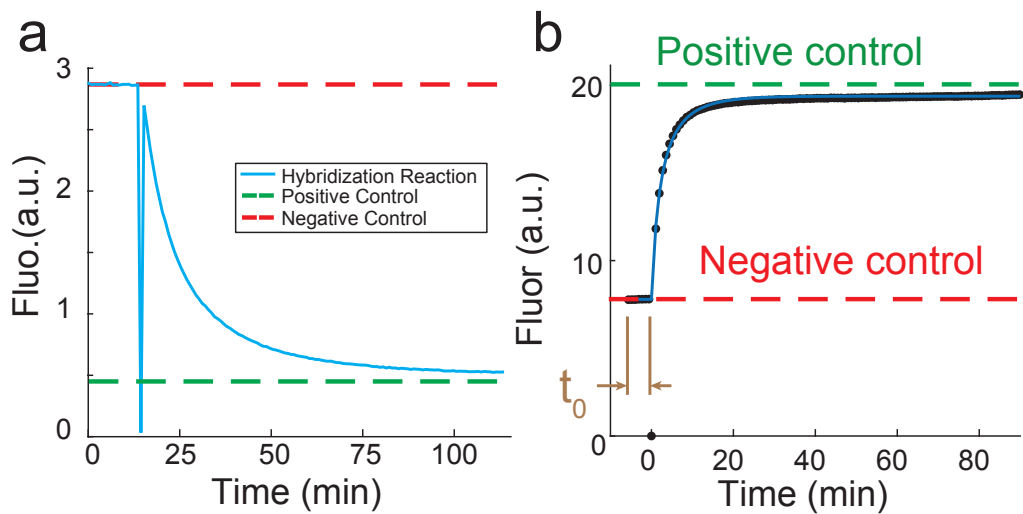 a
3
2
1
0
Fluo.(a.u.)
Hybridization Reaction
Positive Control
Negative Control
0 25 50 75 100
Time (min)
b
Positive control
20
10
0
Fluor (a.u.)
Negative control
t0
0 20 40 60 80
Time (min)